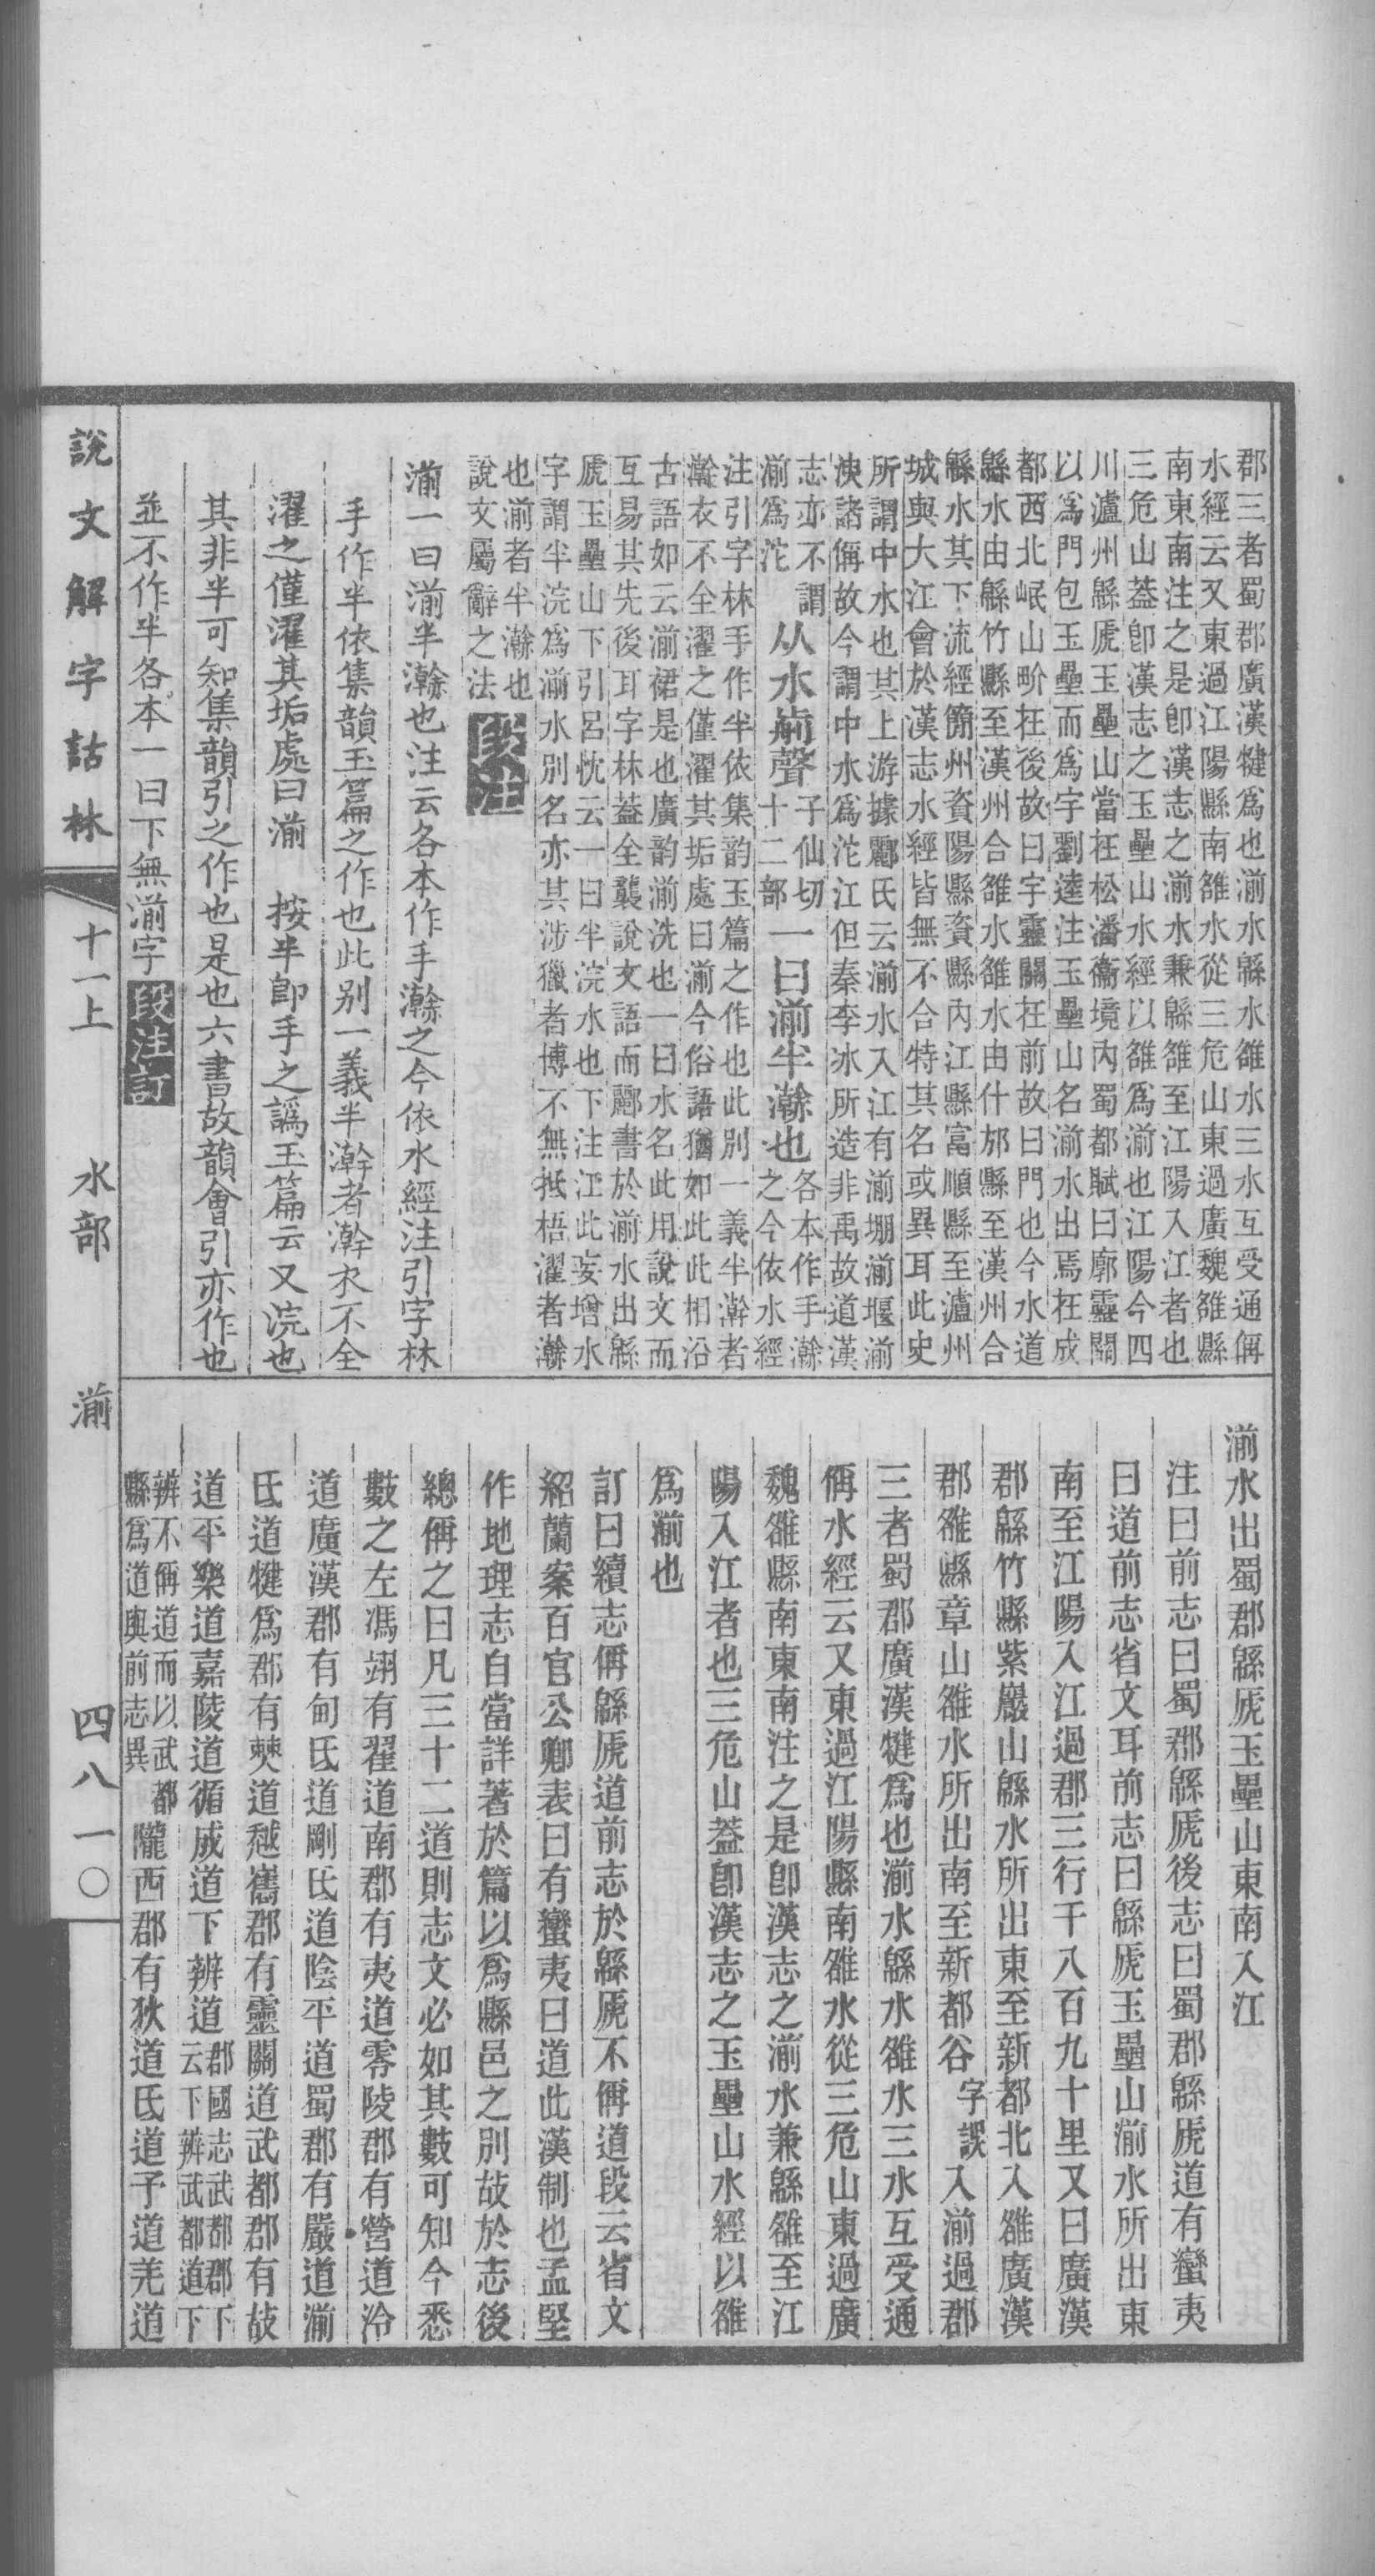 郡三者蜀郡廣漢犍爲也湔水緜水雒水三水互受通偁
水經云又東過江陽縣南雒水從三危山東過廣魏雒縣
南東南注之是卽漢志之湔水兼緜雒至江陽入江者也
三危山葢卽漢志之玉壘山水經以雒爲湔也江陽今四
川瀘州緜虒玉壘山當在松潘衞境內蜀都賦曰廓靈關
以爲門包玉壘而爲宇劉逵注玉壘山名湔水出焉在成
都西北岷山畍在後故曰宇靈關在前故曰門也今水道
緜水由緜竹縣至漢州合雒水雒水由什邡縣至漢州合
緜水其下流經簡州資陽縣資縣內江縣富順縣至瀘州
城與大江會於漢志水經皆無不合特其名或異耳此史
所謂中水也其上游據酈氏云湔水入江有湔堋湔堰湔
洩諸偁故今謂中水爲沱江但秦李冰所造非禹故道漢
志亦不謂
湔爲沱
从水歬聲
子仙切
十二部
一曰湔半澣也
各本作手澣
之今依水經
注引字林手作半依集韵玉篇之作也此別一義半澣者
澣衣不全濯之僅濯其垢處曰湔今俗語猶如此此相沿
古語如云湔裙是也廣韵湔洗也一曰水名此用說文而
互易其先後耳字林葢全襲說文語而酈書於湔水出緜
虒玉壘山下引呂忱云一曰半浣水也下注江此妄增水
字謂半浣爲湔水別名亦其涉獵者博不無抵梧濯者澣
也湔者半澣也
說文屬辭之法
段注
湔一曰湔半澣也注云各本作手澣之今依水經注引字林
手作半依集韻玉篇之作也此别一義半澣者澣衣不全
濯之僅濯其垢處曰湔　按半卽手之譌玉篇云又浣也
其非半可知集韻引之作也是也六書故韻會引亦作也
並不作半各本一曰下無湔字
段注訂
湔水出蜀郡緜虒玉壘山東南入江
注曰前志曰蜀郡緜虒後志曰蜀郡緜虒道有蠻夷
曰道前志省文耳前志曰緜虒玉壘山湔水所出東
南至江陽入江過郡三行千八百九十里又曰廣漢
郡緜竹縣紫巖山緜水所出東至新都北入雒廣漢
郡雒縣章山雒水所出南至新都谷
字誤
入湔過郡
三者蜀郡廣漢犍爲也湔水緜水雒水三水互受通
偁水經云又東過江陽縣南雒水從三危山東過廣
魏雒縣南東南注之是卽漢志之湔水兼緜雒至江
陽入江者也三危山葢卽漢志之玉壘山水經以雒
爲湔也
訂曰續志偁緜虒道前志於緜虒不偁道段云省文
紹蘭案百官公卿表曰有蠻夷曰道此漢制也孟堅
作地理志自當詳著於篇以爲縣邑之別故於志後
總偁之曰凡三十二道則志文必如其數可知今悉
數之左馮翊有翟道南郡有夷道零陵郡有營道泠
道廣漢郡有甸氐道剛氐道陰平道蜀郡有嚴道湔
氐道犍爲郡有僰道越巂郡有靈關道武都郡有故
道平樂道嘉陵道循成道下辨道
郡國志武都郡下
云下辨武都道下
辨不偁道而以武都
縣爲道與前志異
隴西郡有狄道氐道予道羌道
說文解字詁林
十一上
水部
湔
四八一〇